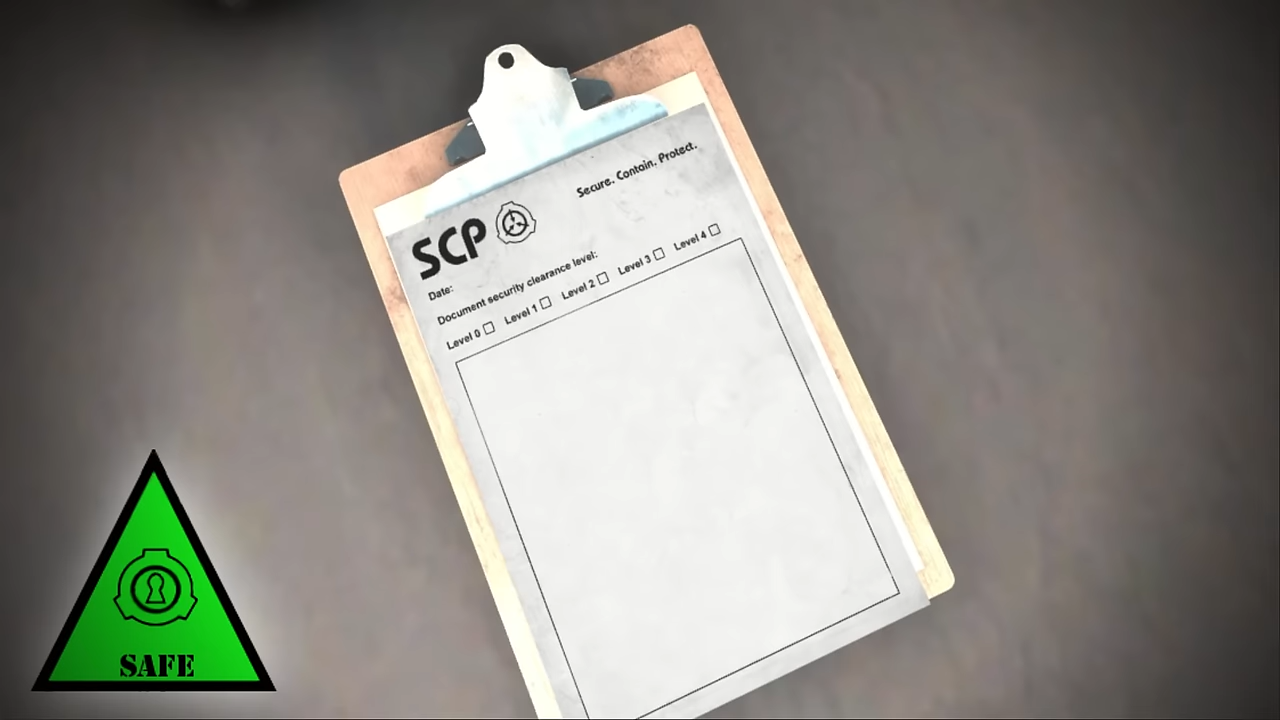 Secure. Contain. Protect.
SCP
Date:
Document security clearance level:
Level 0 Level 1 Level 2 Level 3 Level 4
SAFE